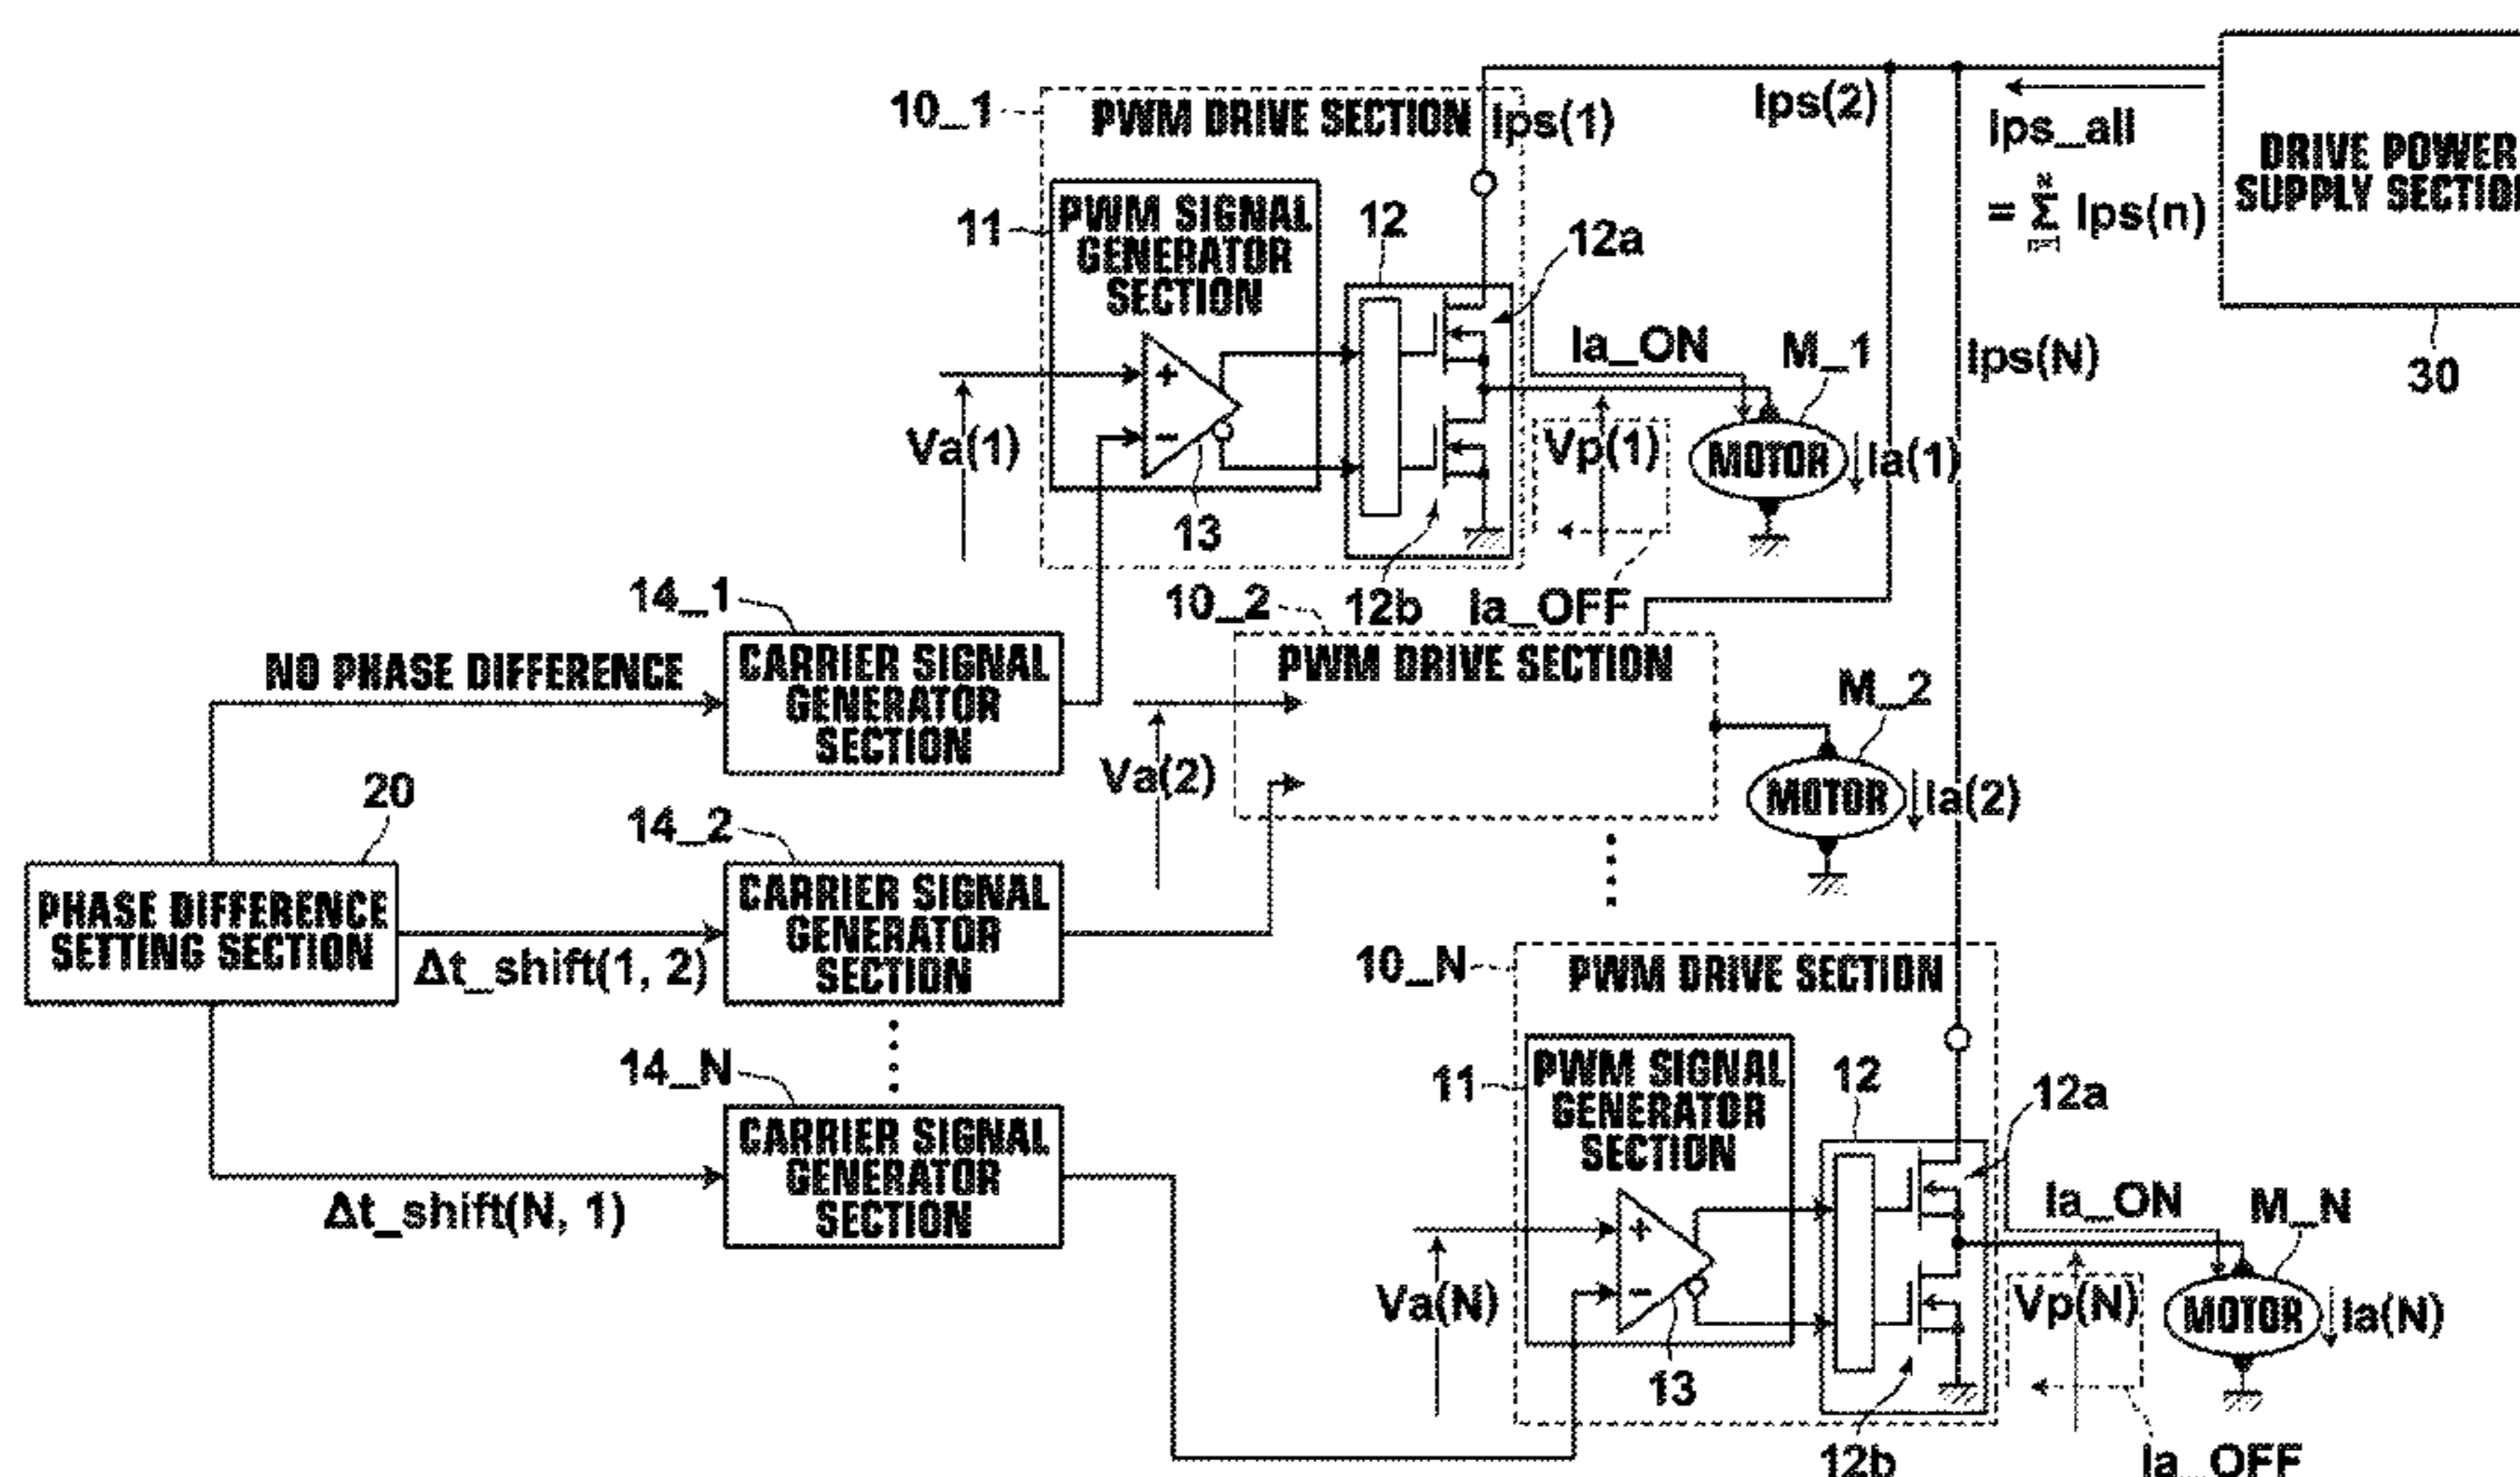 10_1
PWM DRIVE SECTION
Ips(1)
Ips(2)
Ips_all
= Σ Ips(n)
DRIVE POWER
SUPPLY SECTION
30
11
PWM SIGNAL
GENERATOR
SECTION
12
12a
Ia_ON
M_1
Ips(N)
+
−
Va(1)
Vp(1)
MOTOR
Ia(1)
13
12b
Ia_OFF
14_1
10_2
NO PHASE DIFFERENCE
CARRIER SIGNAL
GENERATOR
SECTION
PWM DRIVE SECTION
M_2
Va(2)
MOTOR
Ia(2)
20
14_2
PHASE DIFFERENCE
SETTING SECTION
Δt_shift(1, 2)
CARRIER SIGNAL
GENERATOR
SECTION
10_N
PWM DRIVE SECTION
14_N
11
PWM SIGNAL
GENERATOR
SECTION
12
12a
CARRIER SIGNAL
GENERATOR
SECTION
Δt_shift(N, 1)
Ia_ON
M_N
+
−
Va(N)
Vp(N)
MOTOR
Ia(N)
13
12b
Ia_OFF